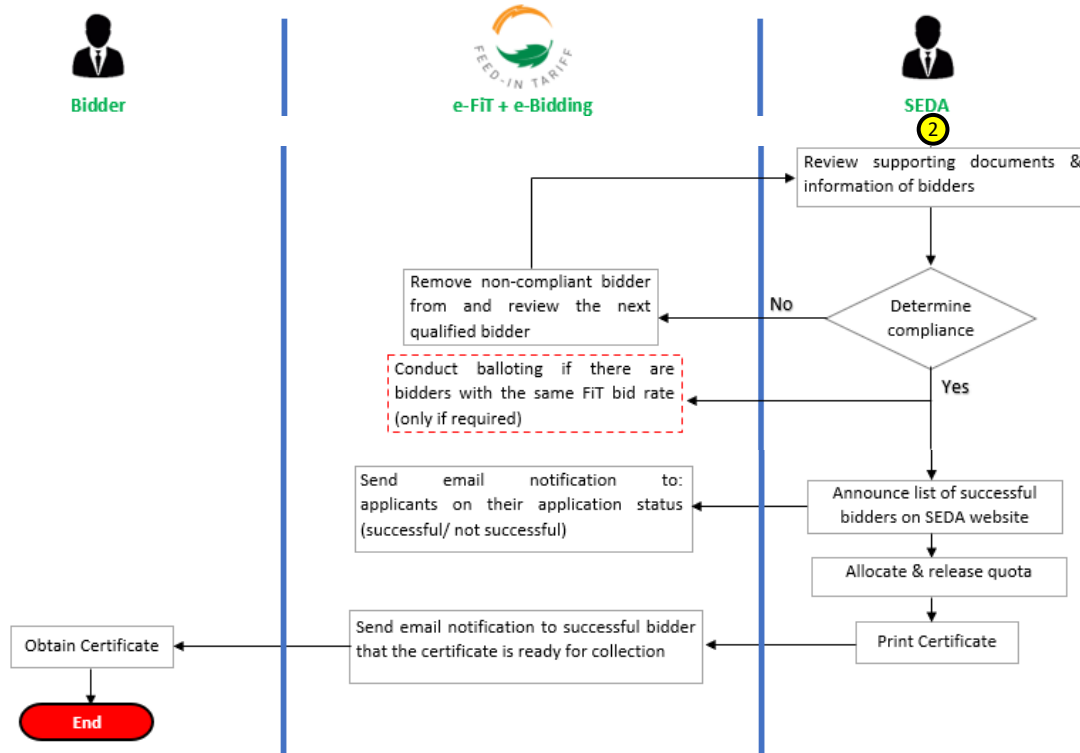 FEED-IN TARIFF
Bidder
e-FiT + e-Bidding
SEDA
2
Review supporting documents &
information of bidders
Remove non-compliant bidder
from and review the next
qualified bidder
No
Determine
compliance
Conduct balloting if there are
bidders with the same FiT bid rate
(only if required)
Yes
Send email notification to:
applicants on their application status
(successful/ not successful)
Announce list of successful
bidders on SEDA website
Allocate & release quota
Obtain Certificate
Send email notification to successful bidder
that the certificate is ready for collection
Print Certificate
End